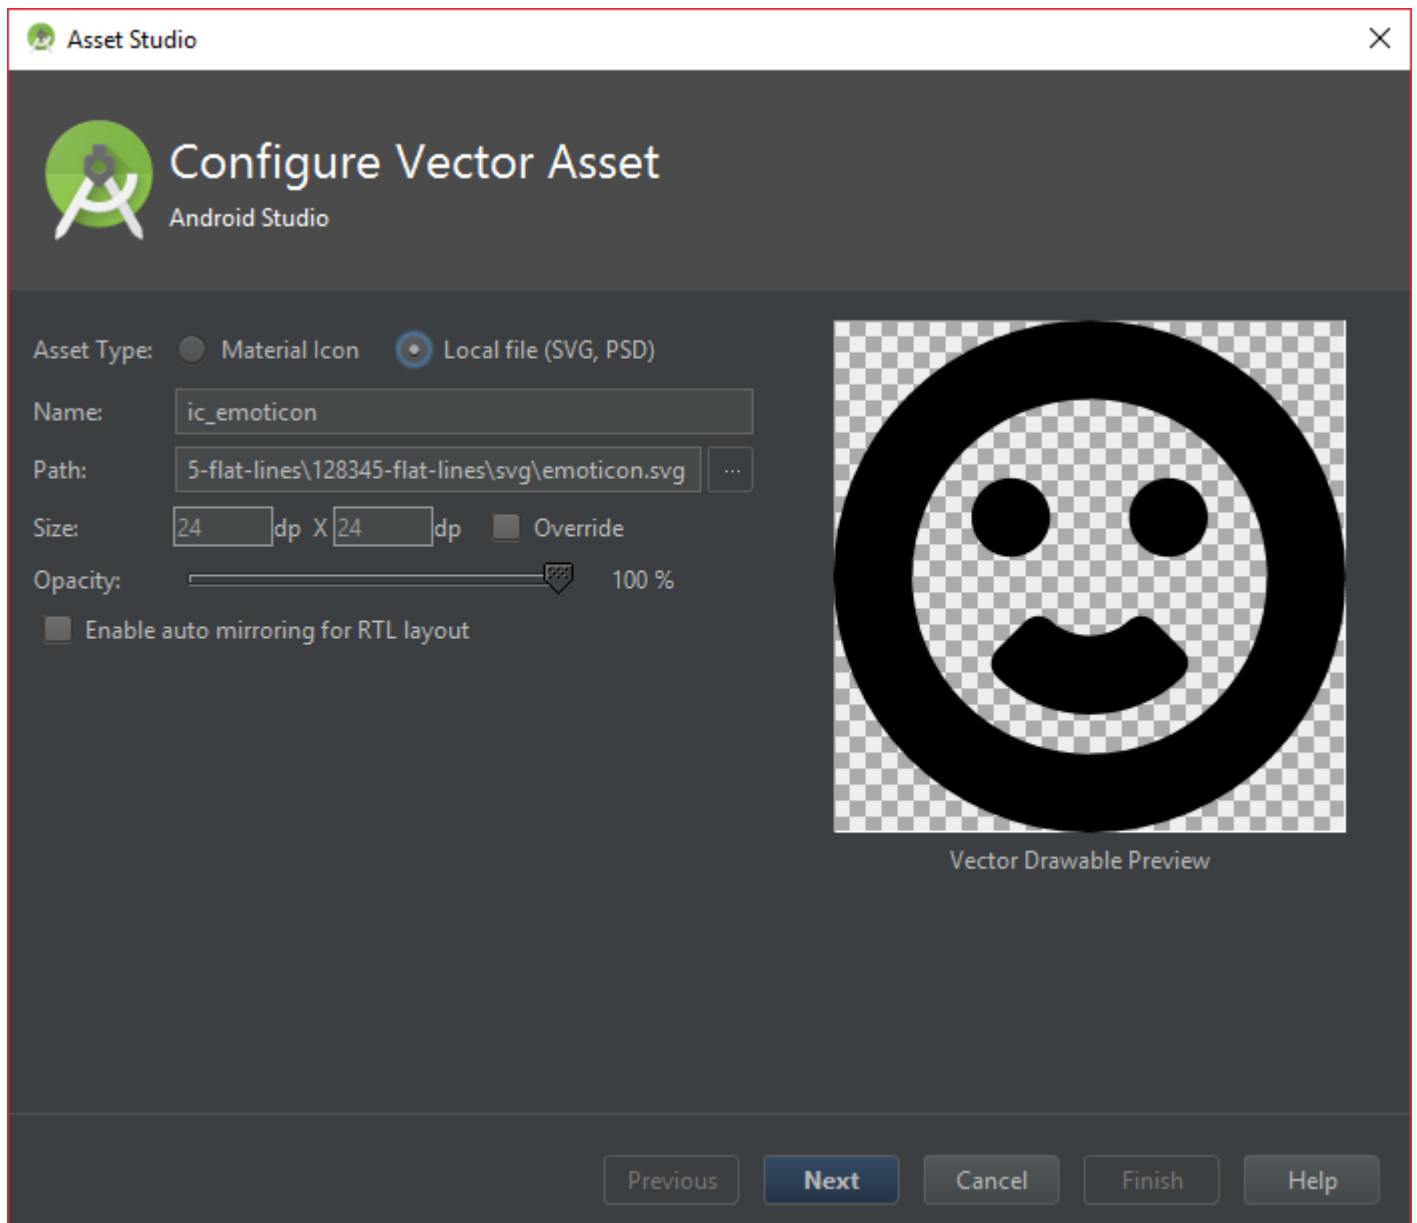 Asset Studio
Configure Vector Asset
Android Studio
Asset Type: Material Icon Local file (SVG, PSD)
Name: ic_emoticon
Path: 5-flat-lines\128345-flat-lines\svg\emoticon.svg ...
Size: 24 dp X 24 dp Override
Opacity: 100 %
Enable auto mirroring for RTL layout
Vector Drawable Preview
Previous Next Cancel Finish Help